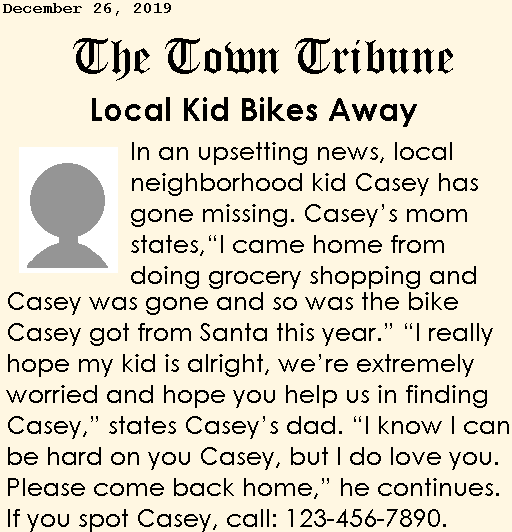 December 26, 2019
The Town Tribune
Local Kid Bikes Away
In an upsetting news, local
neighborhood kid Casey has
gone missing. Casey’s mom
states,“I came home from
doing grocery shopping and
Casey was gone and so was the bike
Casey got from Santa this year.” “I really
hope my kid is alright, we’re extremely
worried and hope you help us in finding
Casey,” states Casey’s dad. “I know I can
be hard on you Casey, but I do love you.
Please come back home,” he continues.
If you spot Casey, call: 123-456-7890.